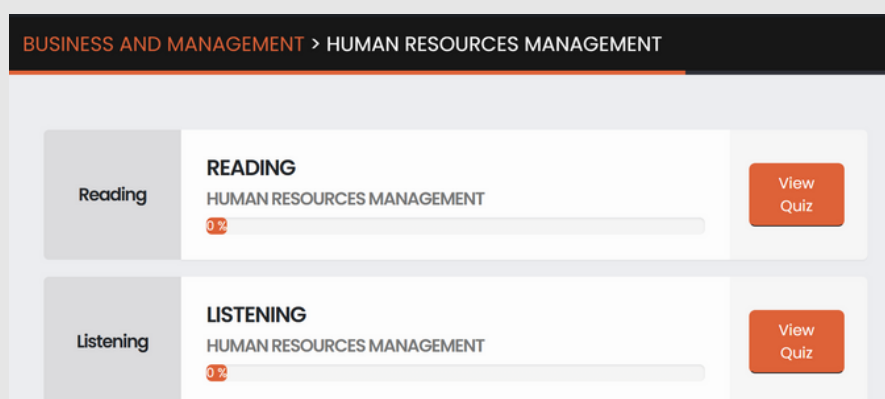 BUSINESS AND MANAGEMENT > HUMAN RESOURCES MANAGEMENT
Reading
READING
HUMAN RESOURCES MANAGEMENT
0 %
View
Quiz
Listening
LISTENING
HUMAN RESOURCES MANAGEMENT
0 %
View
Quiz